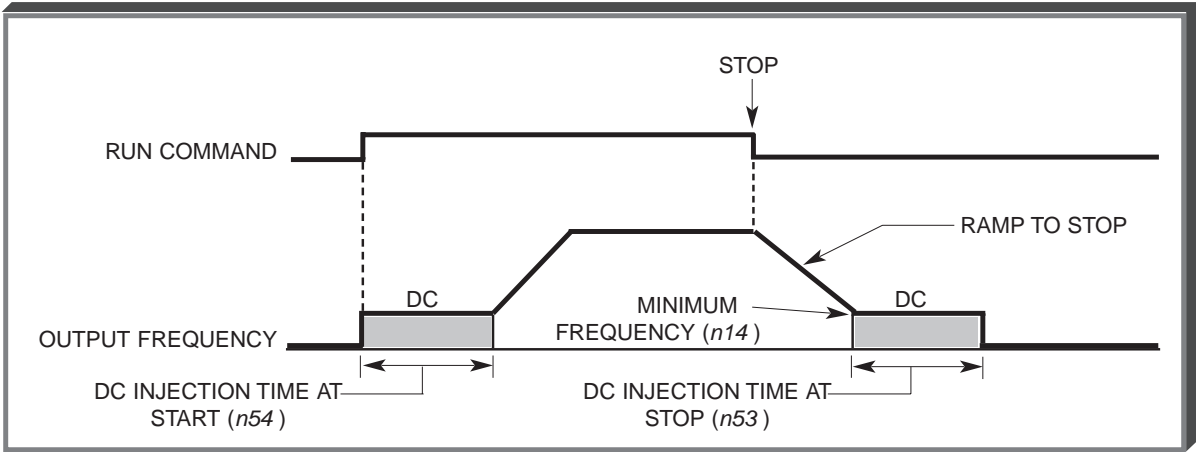 STOP
RUN COMMAND
RAMP TO STOP
DC
MINIMUM
FREQUENCY (n14 )
DC
OUTPUT FREQUENCY
DC INJECTION TIME AT
START (n54 )
DC INJECTION TIME AT
STOP (n53 )